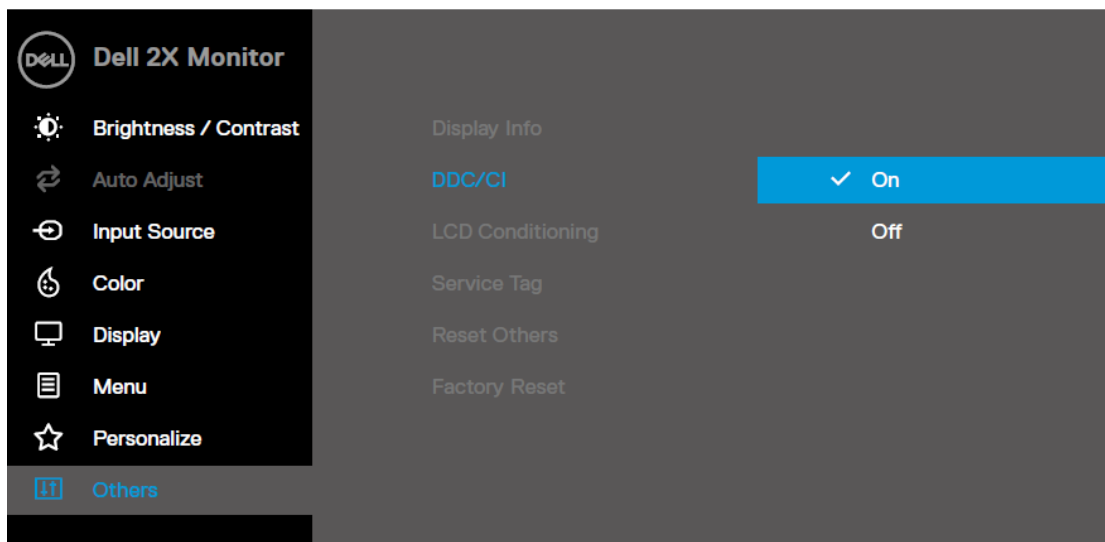 DELL Dell 2X Monitor
Brightness / Contrast
Display Info
Auto Adjust
DDC/CI
On
Input Source
LCD Conditioning
Off
Color
Service Tag
Display
Reset Others
Menu
Factory Reset
Personalize
Others